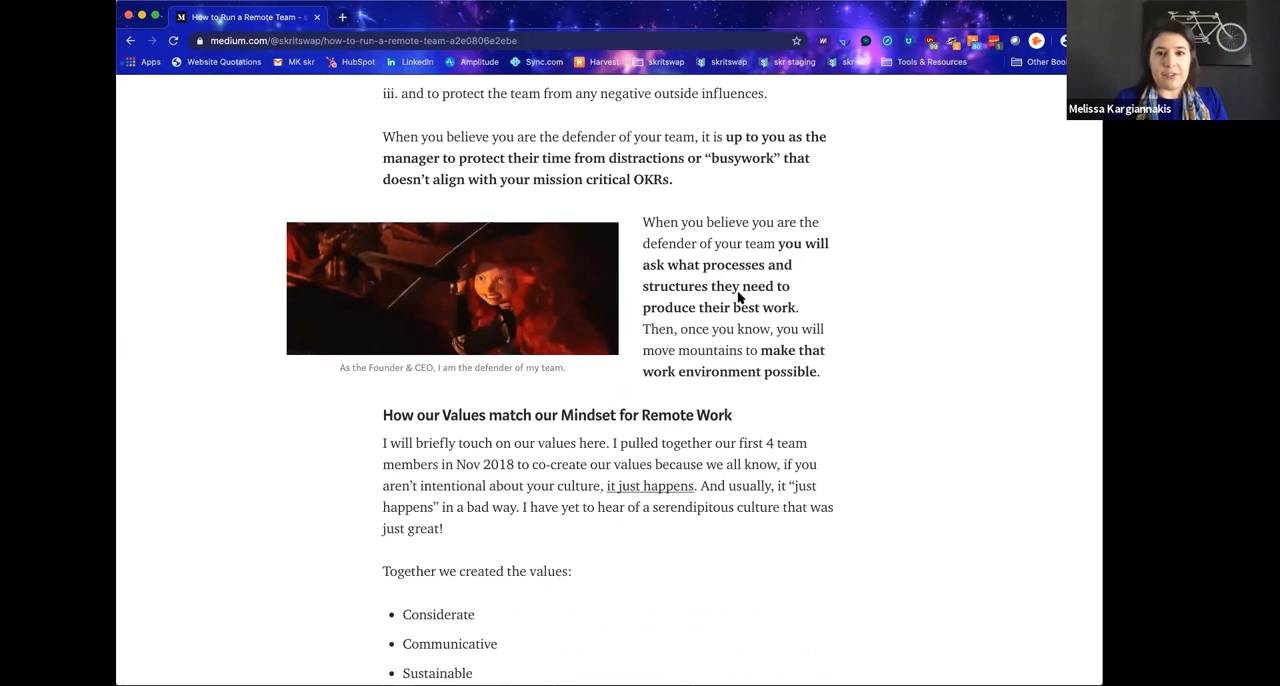 M How to Run a Remote Team -
medium.com/@skritswap/how-to-run-a-remote-team-a2e0806e2ebe
Apps Website Quotations MK skr HubSpot LinkedIn Amplitude Sync.com Harvest skritswap skritswap skr staging skr Tools & Resources Other Boo
Melissa Kargiannakis
iii. and to protect the team from any negative outside influences.
When you believe you are the defender of your team, it is up to you as the
manager to protect their time from distractions or “busywork” that
doesn’t align with your mission critical OKRs.
When you believe you are the
defender of your team you will
ask what processes and
structures they need to
produce their best work.
Then, once you know, you will
move mountains to make that
work environment possible.
As the Founder & CEO, I am the defender of my team.
How our Values match our Mindset for Remote Work
I will briefly touch on our values here. I pulled together our first 4 team
members in Nov 2018 to co-create our values because we all know, if you
aren’t intentional about your culture, it just happens. And usually, it “just
happens” in a bad way. I have yet to hear of a serendipitous culture that was
just great!
Together we created the values:
• Considerate
• Communicative
• Sustainable